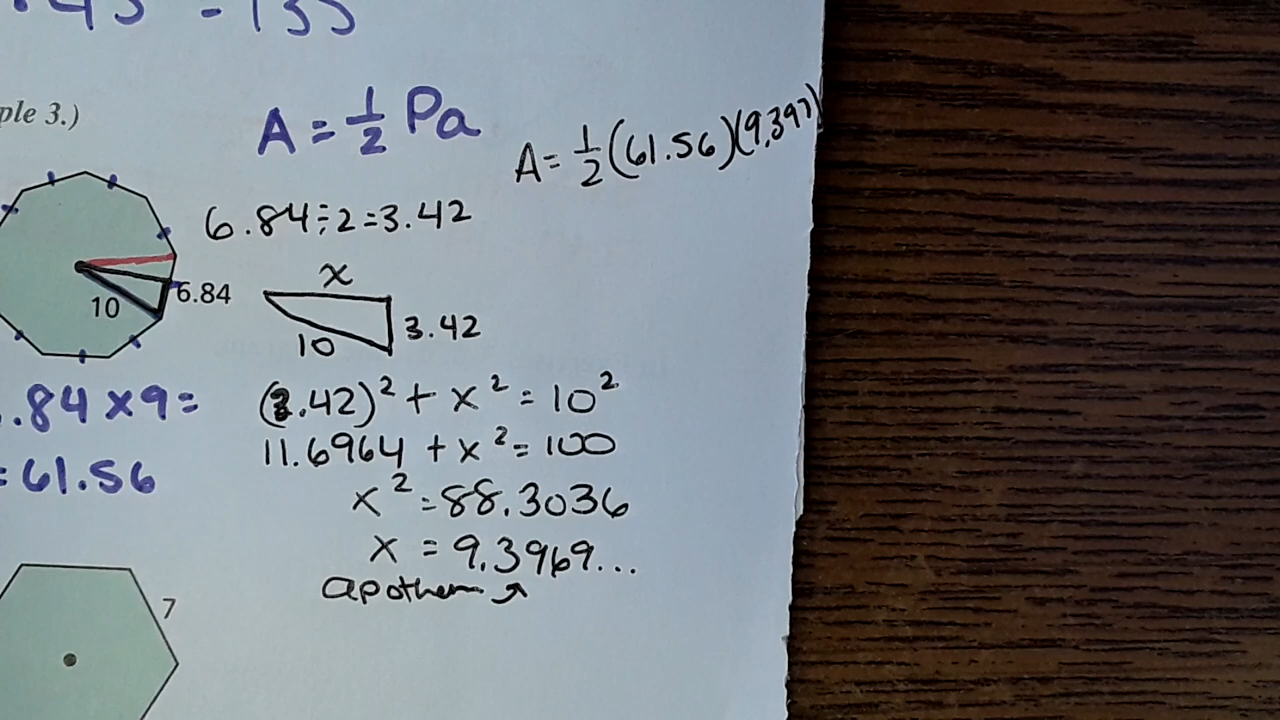 45 = 135
ple 3.)
A = 1/2 Pa
A = 1/2 (61.56)(9.397)
6.84 ÷ 2 = 3.42
x
10
6.84
10
3.42
.84 x 9 =
= 61.56
(3.42)² + x² = 10²
11.6964 + x² = 100
x² = 88.3036
x = 9.3969...
apothem
7